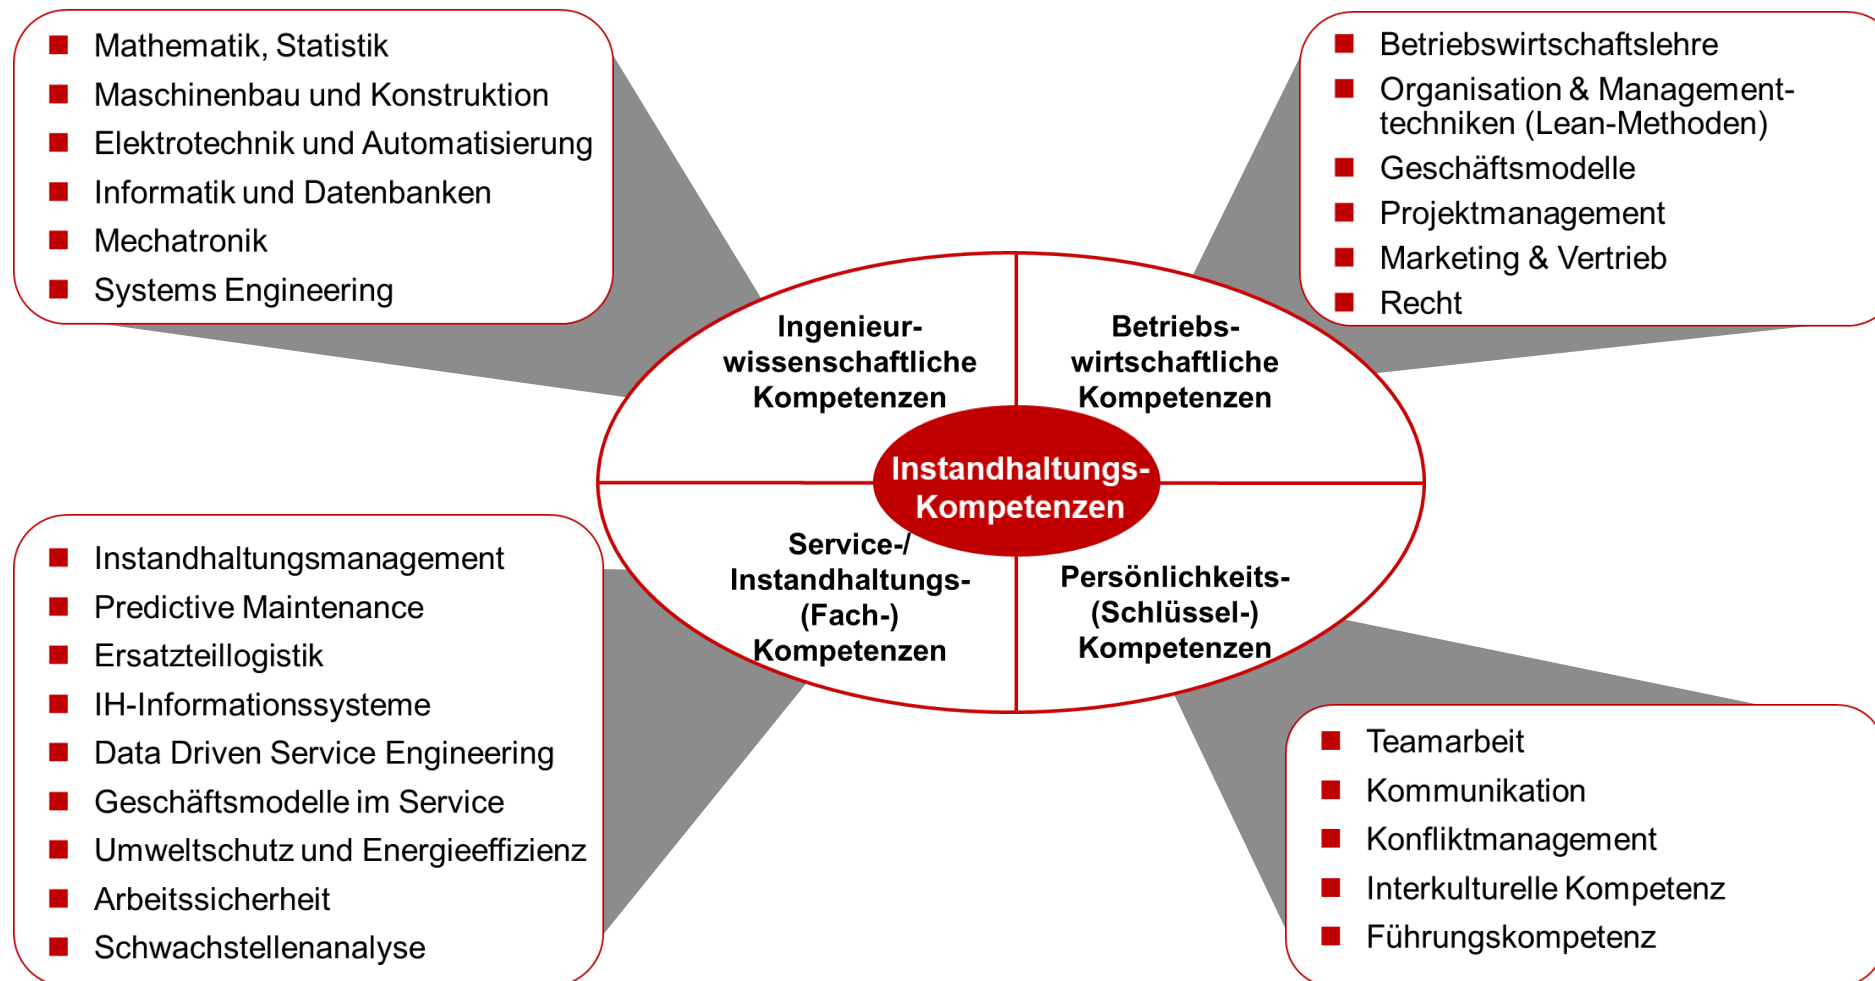 Mathematik, Statistik
Maschinenbau und Konstruktion
Elektrotechnik und Automatisierung
Informatik und Datenbanken
Mechatronik
Systems Engineering
Betriebswirtschaftslehre
Organisation & Management-
techniken (Lean-Methoden)
Geschäftsmodelle
Projektmanagement
Marketing & Vertrieb
Recht
Ingenieur-
wissenschaftliche
Kompetenzen
Betriebs-
wirtschaftliche
Kompetenzen
Instandhaltungs-
Kompetenzen
Service-/
Instandhaltungs-
(Fach-)
Kompetenzen
Persönlichkeits-
(Schlüssel-)
Kompetenzen
Instandhaltungsmanagement
Predictive Maintenance
Ersatzteillogistik
IH-Informationssysteme
Data Driven Service Engineering
Geschäftsmodelle im Service
Umweltschutz und Energieeffizienz
Arbeitssicherheit
Schwachstellenanalyse
Teamarbeit
Kommunikation
Konfliktmanagement
Interkulturelle Kompetenz
Führungskompetenz